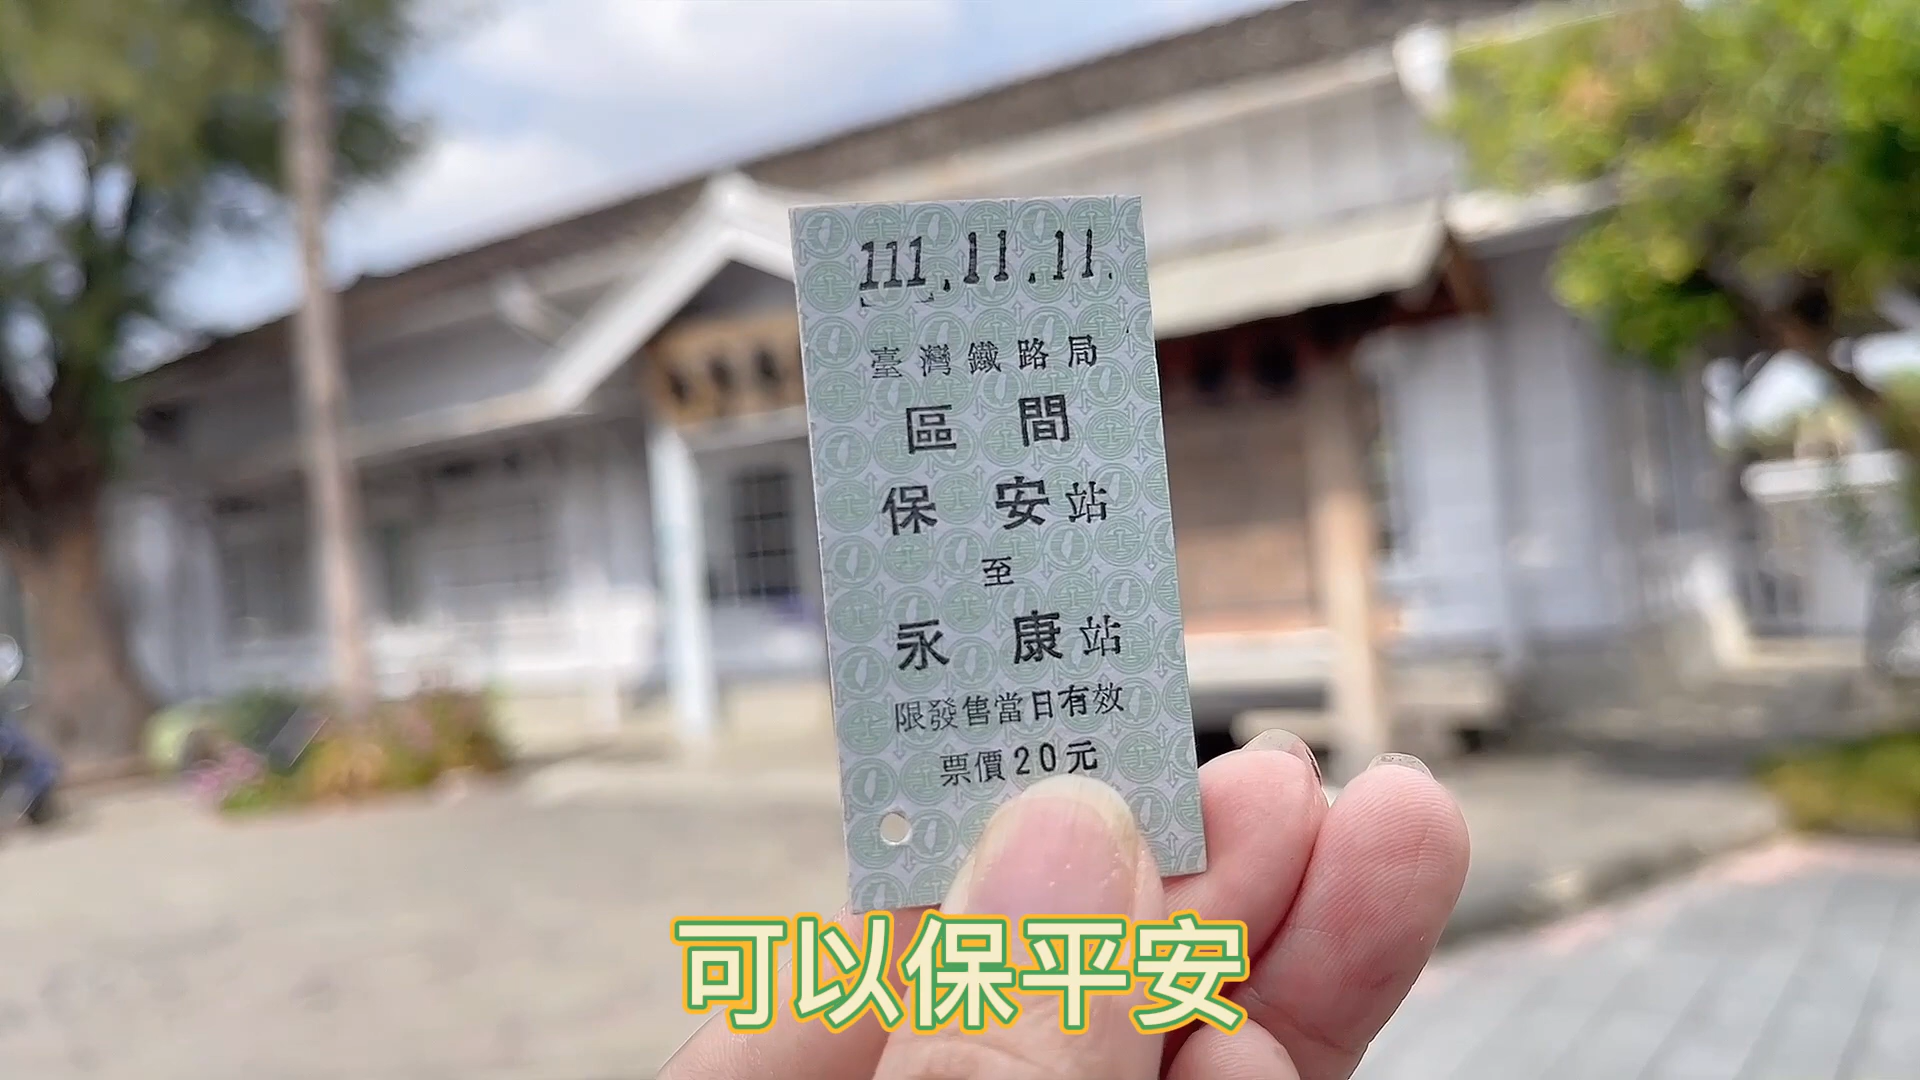 111.11.11.
臺灣鐵路局
區間
保安站
至
永康站
限發售當日有效
票價20元
可以保平安